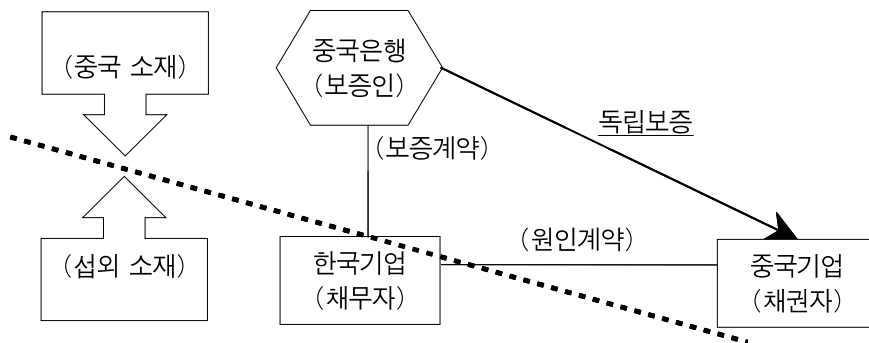 (중국 소재)
중국은행
(보증인)
독립보증
(보증계약)
(섭외 소재)
한국기업
(채무자)
(원인계약)
중국기업
(채권자)